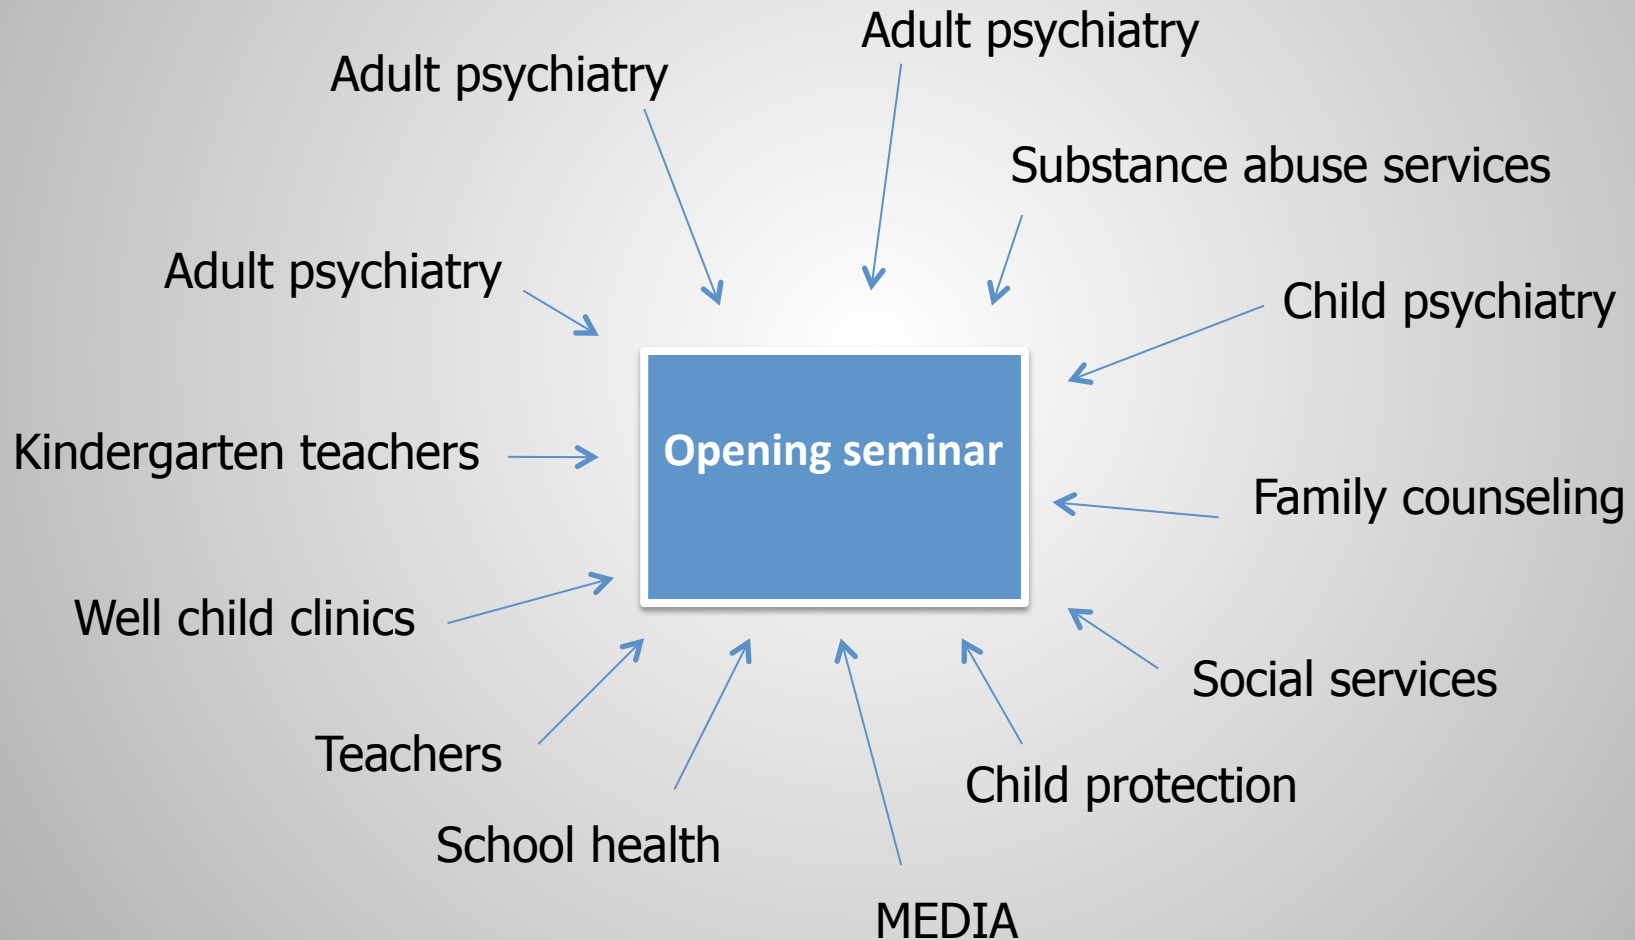 Adult psychiatry
Adult psychiatry
Substance abuse services
Adult psychiatry
Child psychiatry
Kindergarten teachers
Opening seminar
Family counseling
Well child clinics
Social services
Teachers
Child protection
School health
MEDIA